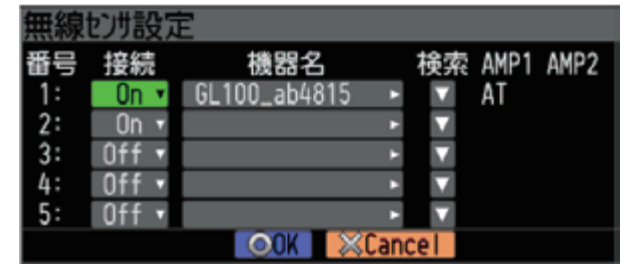 無線センサ設定
番号 接続 機器名 検索 AMP1 AMP2
1: On ▾ GL100_ab4815 ▸ ▼ AT
2: On ▾ ▸ ▼
3: Off ▾ ▸ ▼
4: Off ▾ ▸ ▼
5: Off ▾ ▸ ▼
OK Cancel